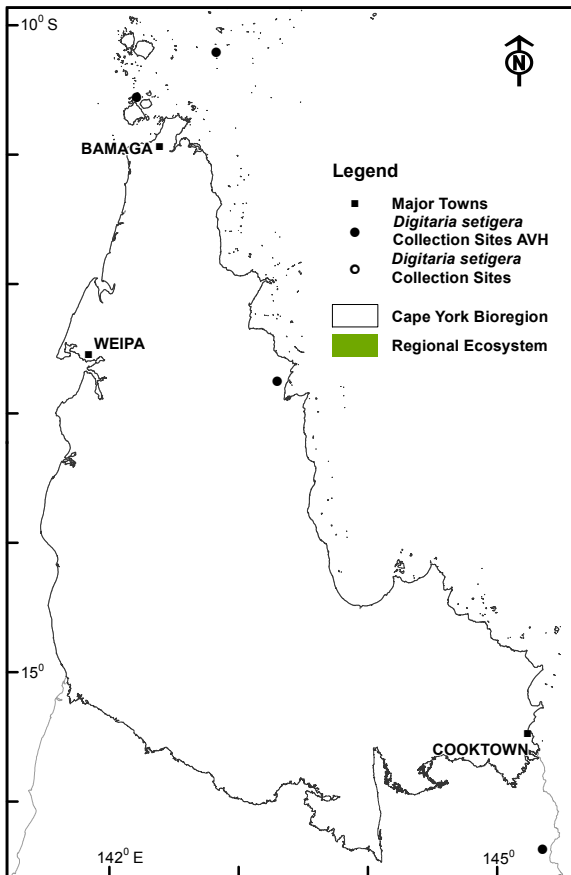 10⁰ S
N
BAMAGA
Legend
Major Towns
Digitaria setigera
Collection Sites AVH
Digitaria setigera
Collection Sites
Cape York Bioregion
Regional Ecosystem
WEIPA
15⁰
COOKTOWN
142⁰ E
145⁰